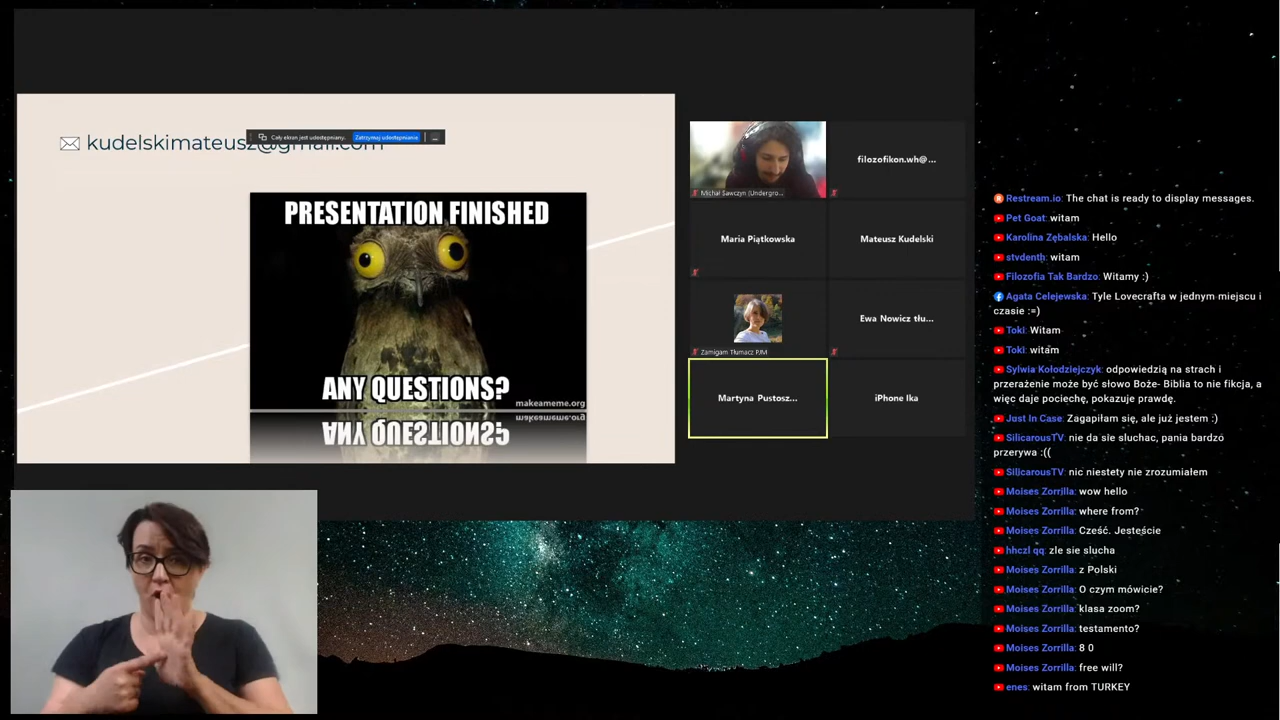 kudelskimateusz@gmail.com
Cały ekran jest udostępniany.
Zatrzymaj udostępnianie
...
PRESENTATION FINISHED
ANY QUESTIONS?
makeameme.org
Michał Sawczyn (Undergro...
filozofikon.wh@...
Maria Piątkowska
Mateusz Kudelski
Zamigam Tłumacz PJM
Ewa Nowicz tłu...
Martyna Pustosz...
iPhone Ika
Restream.io: The chat is ready to display messages.
Pet Goat: witam
Karolina Zębalska: Hello
stvdenth: witam
Filozofia Tak Bardzo: Witamy :)
Agata Celejewska: Tyle Lovecrafta w jednym miejscu i
czasie :=)
Toki: Witam
Toki: witam
Sylwia Kołodziejczyk: odpowiedzią na strach i
przerażenie może być słowo Boże- Biblia to nie fikcja, a
więc daje pociechę, pokazuje prawdę.
Just In Case: Zagapiłam się, ale już jestem :)
SilicarousTV: nie da sie sluchac, pania bardzo
przerywa :((
SilicarousTV: nic niestety nie zrozumiałem
Moises Zorrilla: wow hello
Moises Zorrilla: where from?
Moises Zorrilla: Cześć. Jesteście
hhczl qq: zle sie slucha
Moises Zorrilla: z Polski
Moises Zorrilla: O czym mówicie?
Moises Zorrilla: klasa zoom?
Moises Zorrilla: testamento?
Moises Zorrilla: 8 0
Moises Zorrilla: free will?
enes: witam from TURKEY